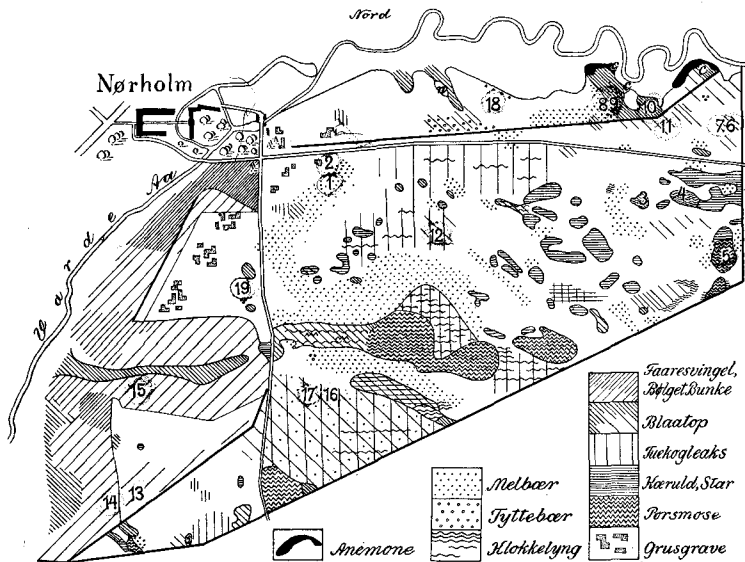 Nord
Nørholm
Varde Aa
18
8
9
10
11
7
6
2
1
3
4
12
5
19
15
17 16
14 13
Faaresvingel,
Bølget Bunke
Blaatop
Tuekogleaks
Kæruld, Star
Porsmose
Grusgrave
Melbær
Tyttebær
Klokkelyng
Anemone